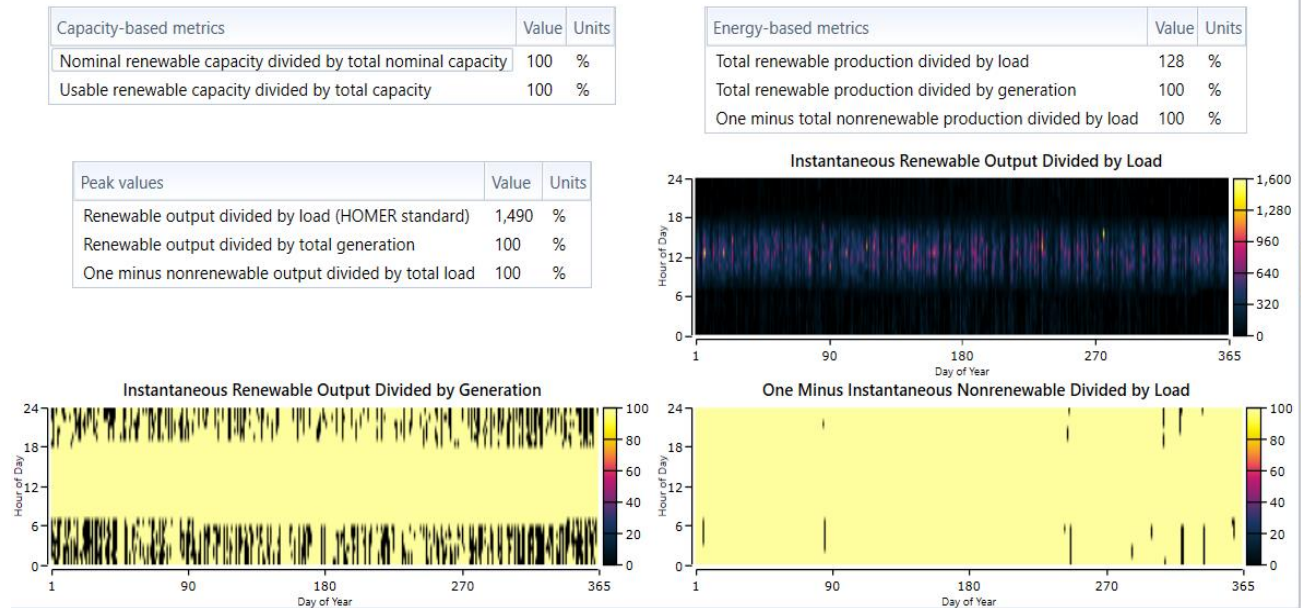 Capacity-based metrics Value Units
Nominal renewable capacity divided by total nominal capacity 100 %
Usable renewable capacity divided by total capacity 100 %
Energy-based metrics Value Units
Total renewable production divided by load 128 %
Total renewable production divided by generation 100 %
One minus total nonrenewable production divided by load 100 %
Peak values Value Units
Renewable output divided by load (HOMER standard) 1,490 %
Renewable output divided by total generation 100 %
One minus nonrenewable output divided by total load 100 %
Instantaneous Renewable Output Divided by Load
Hour of Day
24
18
12
6
0
1 90 180 270 365
Day of Year
1,600
1,280
960
640
320
0
Instantaneous Renewable Output Divided by Generation
Hour of Day
24
18
12
6
0
1 90 180 270 365
Day of Year
100
80
60
40
20
0
One Minus Instantaneous Nonrenewable Divided by Load
Hour of Day
24
18
12
6
0
1 90 180 270 365
Day of Year
100
80
60
40
20
0